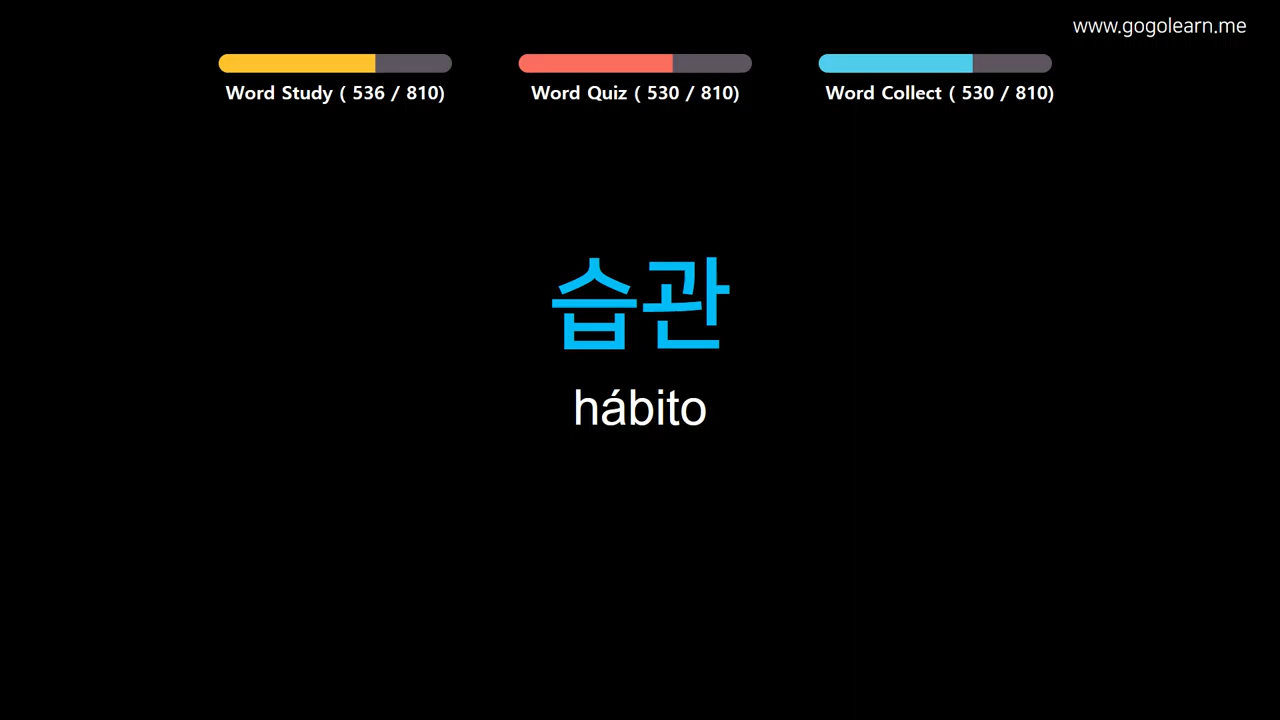 www.gogolearn.me
Word Study ( 536 / 810)
Word Quiz ( 530 / 810)
Word Collect ( 530 / 810)
습관
hábito